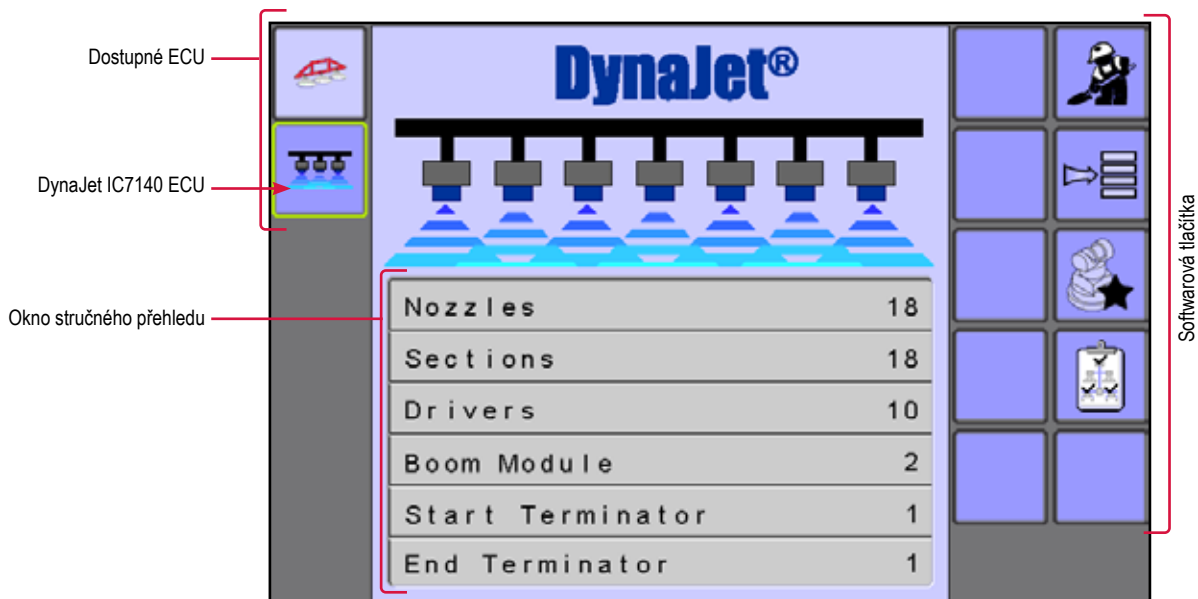 Dostupné ECU
DynaJet IC7140 ECU
Okno stručného přehledu
DynaJet®
Nozzles 18
Sections 18
Drivers 10
Boom Module 2
Start Terminator 1
End Terminator 1
Softwarová tlačítka